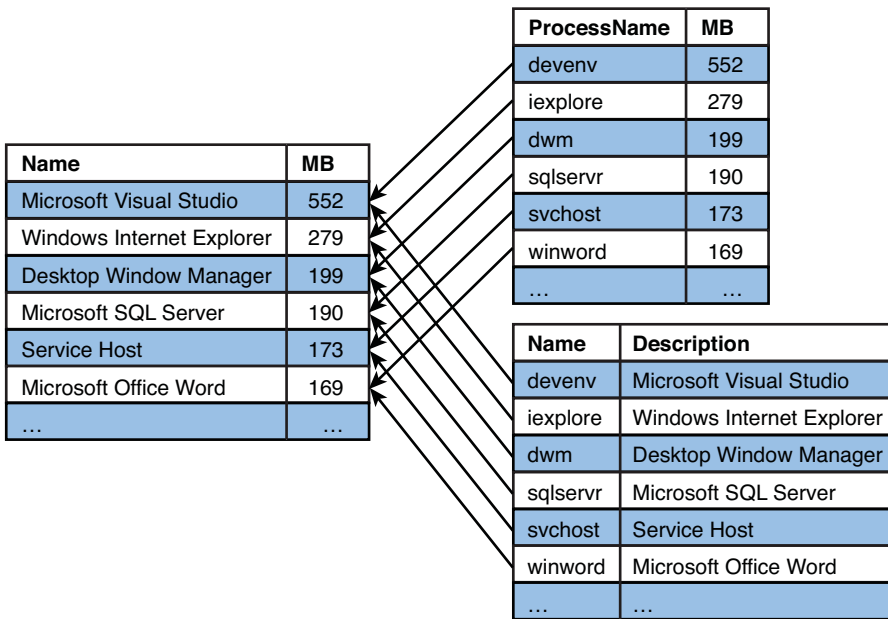 Name MB
Microsoft Visual Studio 552
Windows Internet Explorer 279
Desktop Window Manager 199
Microsoft SQL Server 190
Service Host 173
Microsoft Office Word 169
… …
ProcessName MB
devenv 552
iexplore 279
dwm 199
sqlservr 190
svchost 173
winword 169
… …
Name Description
devenv Microsoft Visual Studio
iexplore Windows Internet Explorer
dwm Desktop Window Manager
sqlservr Microsoft SQL Server
svchost Service Host
winword Microsoft Office Word
… …